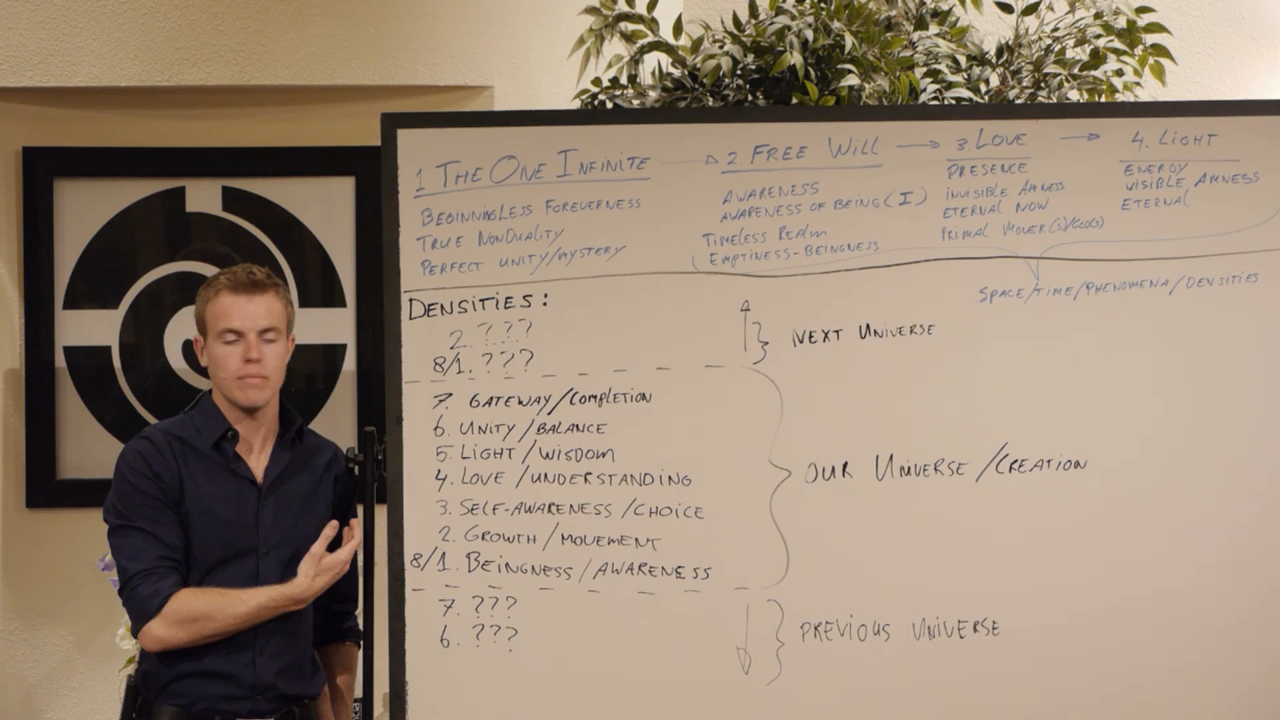 1 THE ONE INFINITE
BEGINNINGLESS FOREVERNESS
TRUE NONDUALITY
PERFECT UNITY/MYSTERY
2. FREE WILL
AWARENESS
AWARENESS OF BEING (I)
TIMELESS REALM
EMPTINESS-BEINGNESS
3. LOVE
PRESENCE
INVISIBLE AMNESS
ETERNAL NOW
PRIMAL MOVER(S)/GOD(S)
4. LIGHT
ENERGY
VISIBLE AMNESS
ETERNAL
SPACE/TIME/PHENOMENA/DENSITIES
DENSITIES:
2. ???
8/1. ???
NEXT UNIVERSE
7. GATEWAY/COMPLETION
6. UNITY/BALANCE
5. LIGHT/WISDOM
4. LOVE/UNDERSTANDING
3. SELF-AWARENESS/CHOICE
2. GROWTH/MOVEMENT
8/1. BEINGNESS/AWARENESS
OUR UNIVERSE/CREATION
7. ???
6. ???
PREVIOUS UNIVERSE